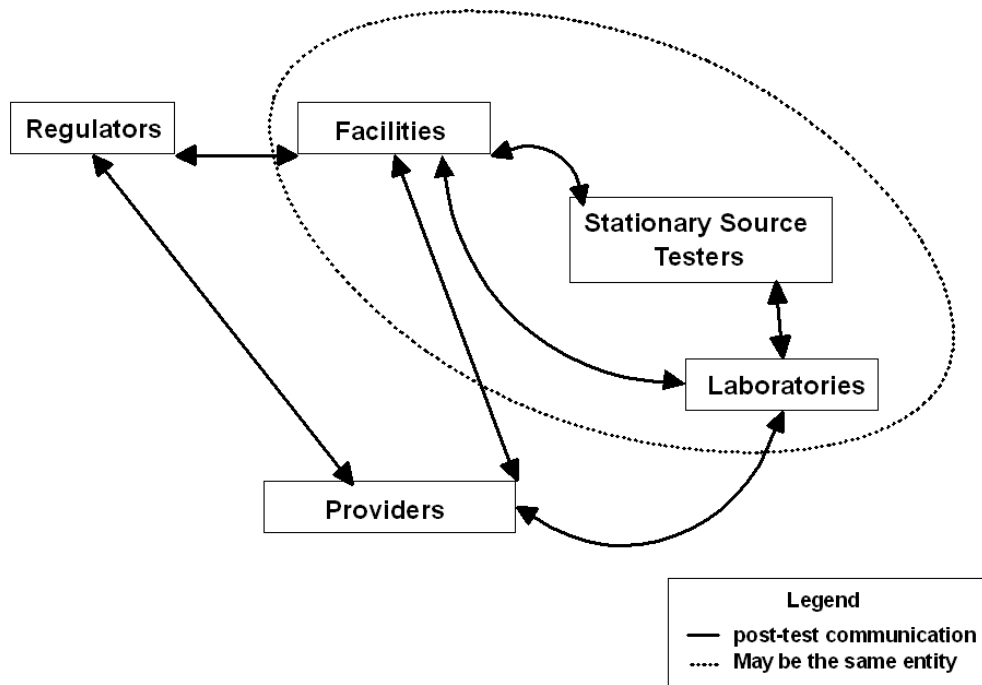 Regulators
Facilities
Stationary Source
Testers
Laboratories
Providers
Legend
post-test communication
May be the same entity